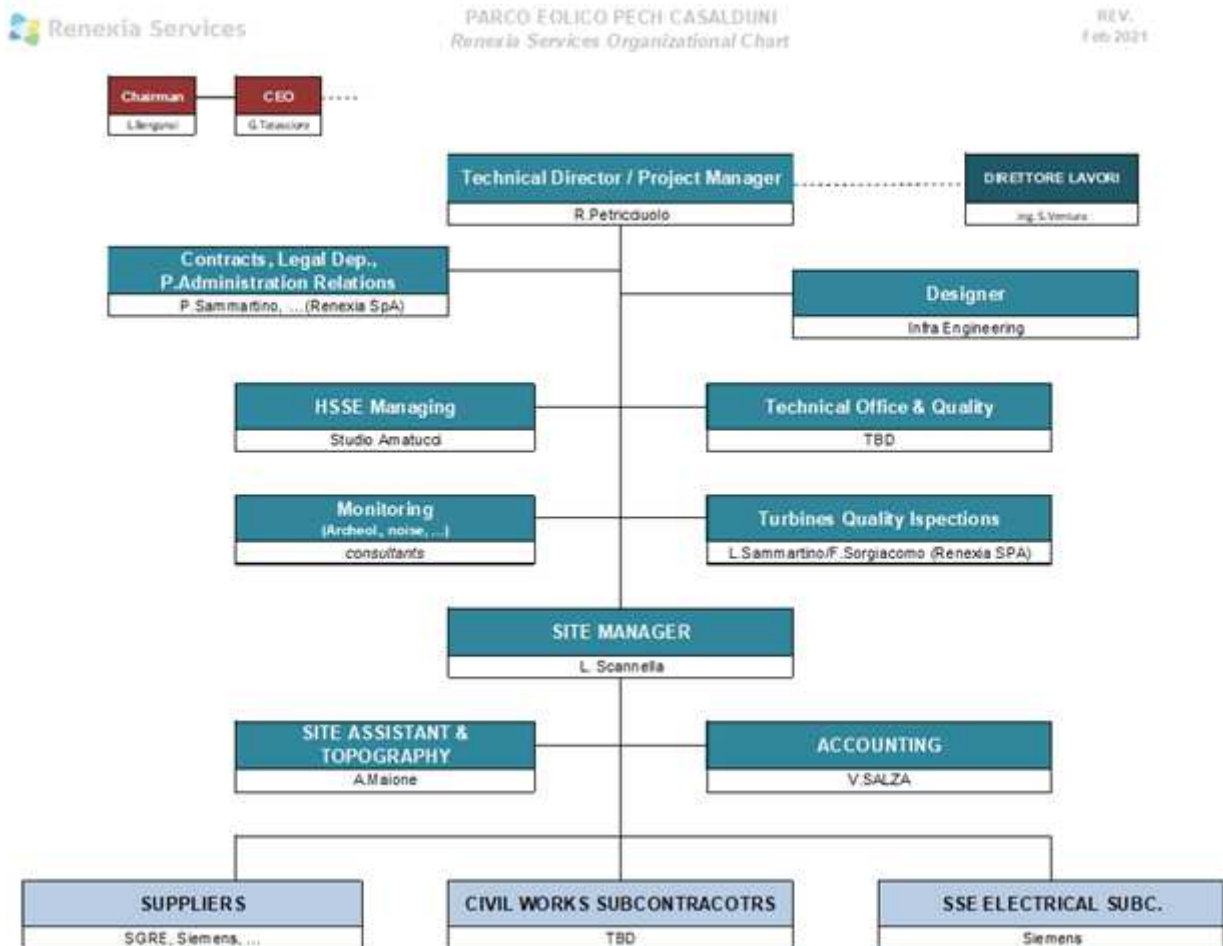 Renexia Services
PARCO EOLICO PECH CASALDUNI
Renexia Services Organizational Chart
REV.
Feb 2021
Chairman
CEO
Technical Director / Project Manager
R.Petricciuolo
DIRETTORE LAVORI
ing. S.Ventura
Contracts, Legal Dep.,
P.Administration Relations
P.Sammartino, ...(Renexia SpA)
Designer
Infra Engineering
HSSE Managing
Studio Amatucci
Technical Office & Quality
TBD
Monitoring
(Archeol., noise, ...)
consultants
Turbines Quality Ispections
L.Sammartino/F.Sorgiacomo (Renexia SPA)
SITE MANAGER
L. Scannella
SITE ASSISTANT &
TOPOGRAPHY
A.Maione
ACCOUNTING
V.SALZA
SUPPLIERS
SGRE, Siemens, ...
CIVIL WORKS SUBCONTRACOTRS
TBD
SSE ELECTRICAL SUBC.
Siemens